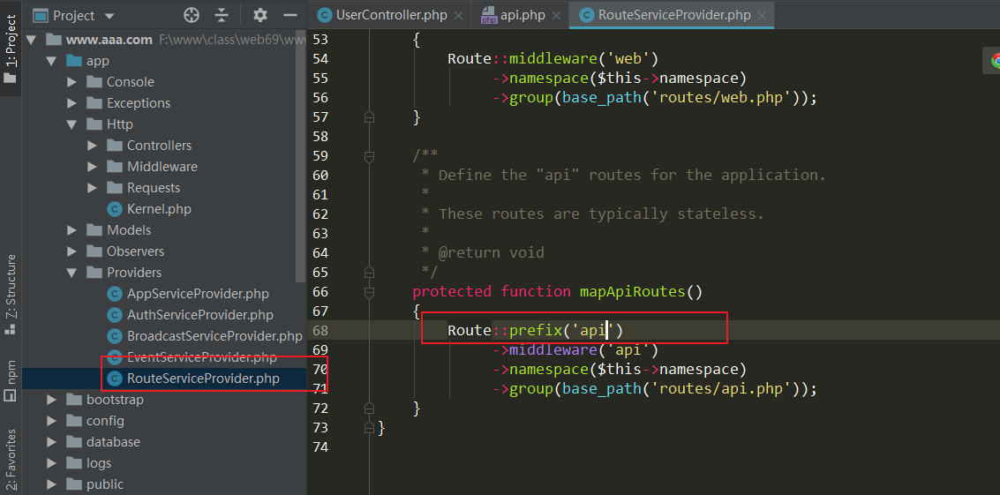 1: Project
Z: Structure
npm
2: Favorites
Project
www.aaa.com
app
Console
Exceptions
Http
Controllers
Middleware
Requests
Kernel.php
Models
Observers
Providers
AppServiceProvider.php
AuthServiceProvider.php
BroadcastServiceProvider.php
EventServiceProvider.php
RouteServiceProvider.php
bootstrap
config
database
logs
public
UserController.php
php api.php
RouteServiceProvider.php
53 {
54 Route::middleware('web')
55 ->namespace($this->namespace)
56 ->group(base_path('routes/web.php'));
57 }
58
59 /**
60 * Define the "api" routes for the application.
61 *
62 * These routes are typically stateless.
63 *
64 * @return void
65 */
66 protected function mapApiRoutes()
67 {
68 Route::prefix('api')
69 ->middleware('api')
70 ->namespace($this->namespace)
71 ->group(base_path('routes/api.php'));
72 }
73 }
74